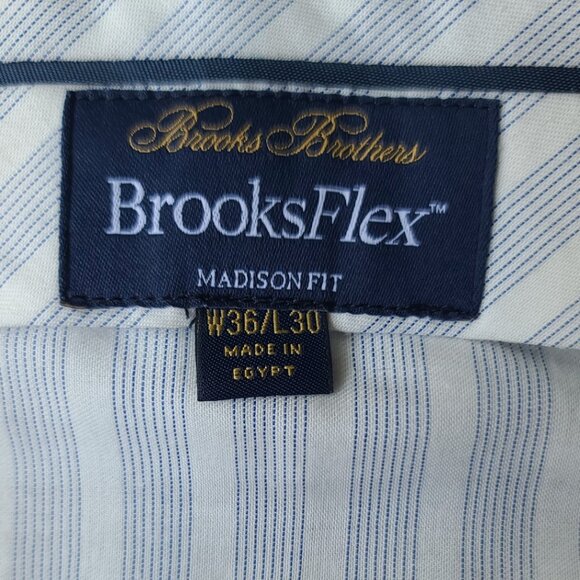 Brooks Brothers
BrooksFlex™
MADISON FIT
W36/L30
MADE IN
EGYPT